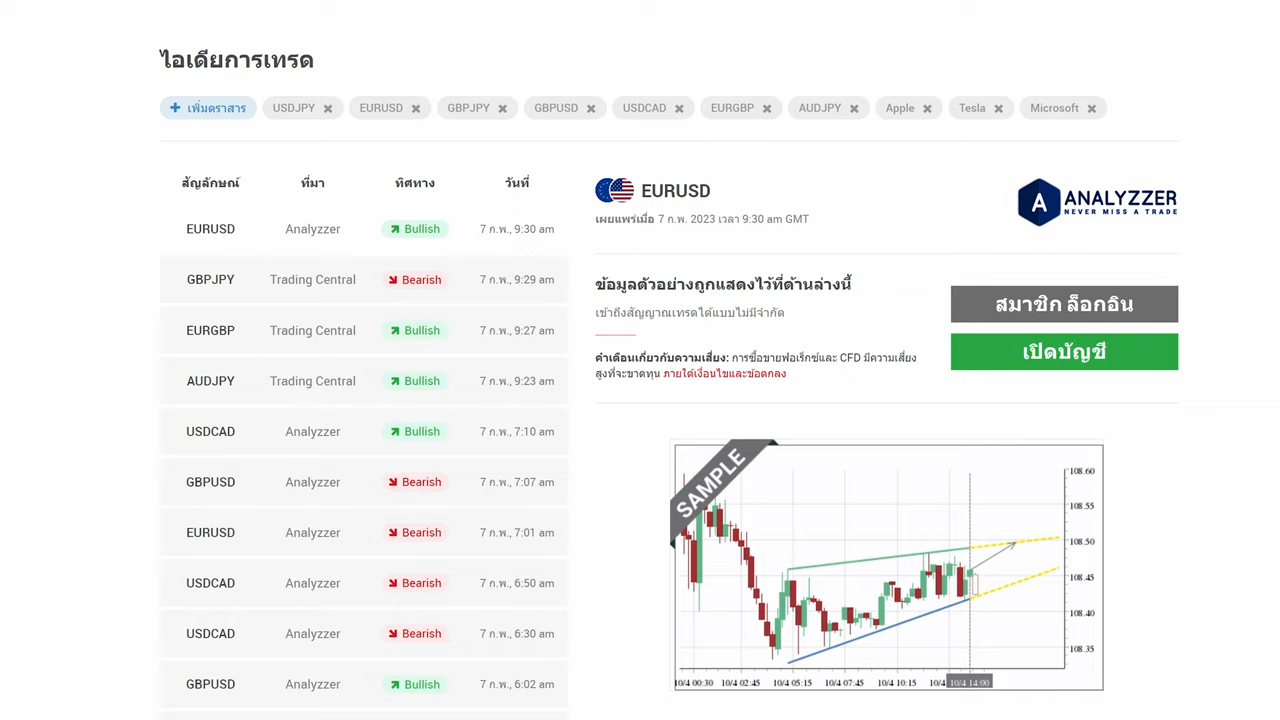 ไอเดียการเทรด
เพิ่มตราสาร USDJPY EURUSD GBPJPY GBPUSD USDCAD EURGBP AUDJPY Apple Tesla Microsoft
สัญลักษณ์ ที่มา ทิศทาง วันที่
EURUSD Analyzzer Bullish 7 ก.พ., 9:30 am
GBPJPY Trading Central Bearish 7 ก.พ., 9:29 am
EURGBP Trading Central Bullish 7 ก.พ., 9:27 am
AUDJPY Trading Central Bullish 7 ก.พ., 9:23 am
USDCAD Analyzzer Bullish 7 ก.พ., 7:10 am
GBPUSD Analyzzer Bearish 7 ก.พ., 7:07 am
EURUSD Analyzzer Bearish 7 ก.พ., 7:01 am
USDCAD Analyzzer Bearish 7 ก.พ., 6:50 am
USDCAD Analyzzer Bearish 7 ก.พ., 6:30 am
GBPUSD Analyzzer Bullish 7 ก.พ., 6:02 am
EURUSD
เผยแพร่เมื่อ 7 ก.พ. 2023 เวลา 9:30 am GMT
A ANALYZZER
NEVER MISS A TRADE
ข้อมูลตัวอย่างถูกแสดงไว้ที่ด้านล่างนี้
เข้าถึงสัญญาณเทรดได้แบบไม่มีจำกัด
คำเตือนเกี่ยวกับความเสี่ยง: การซื้อขายฟอเร็กซ์และ CFD มีความเสี่ยง
สูงที่จะขาดทุน ภายใต้เงื่อนไขและข้อตกลง
สมาชิก ล็อกอิน
เปิดบัญชี
SAMPLE
108.60
108.55
108.50
108.45
108.40
108.35
10/4 00:30 10/4 02:45 10/4 05:15 10/4 07:45 10/4 10:15 10/4 10/4 14:00